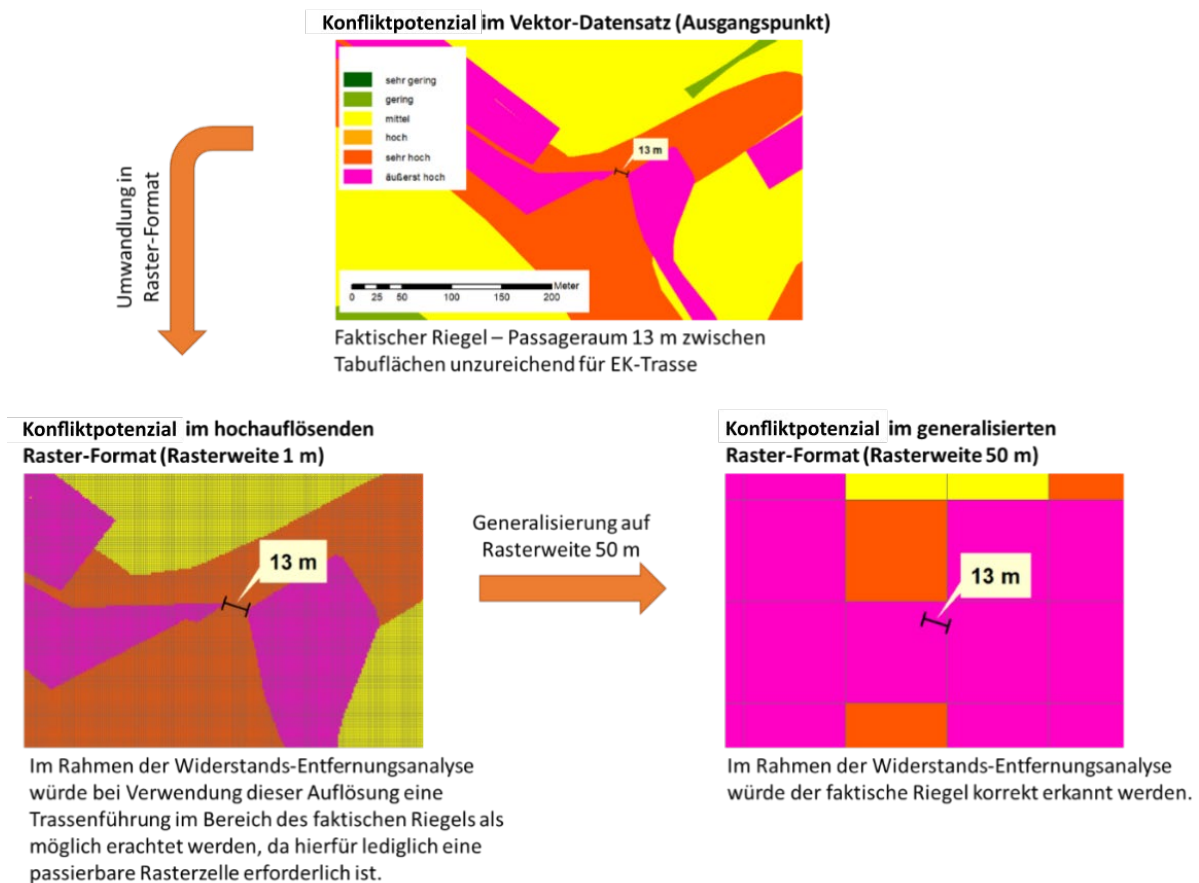 Konfliktpotenzial im Vektor-Datensatz (Ausgangspunkt)
sehr gering
gering
mittel
hoch
sehr hoch
äußerst hoch
13 m
Meter
0 25 50 100 150 200
Umwandlung in
Raster-Format
Faktischer Riegel – Passageraum 13 m zwischen
Tabuflächen unzureichend für EK-Trasse
Konfliktpotenzial im hochauflösenden
Raster-Format (Rasterweite 1 m)
13 m
Im Rahmen der Widerstands-Entfernungsanalyse
würde bei Verwendung dieser Auflösung eine
Trassenführung im Bereich des faktischen Riegels als
möglich erachtet werden, da hierfür lediglich eine
passierbare Rasterzelle erforderlich ist.
Generalisierung auf
Rasterweite 50 m
Konfliktpotenzial im generalisierten
Raster-Format (Rasterweite 50 m)
13 m
Im Rahmen der Widerstands-Entfernungsanalyse
würde der faktische Riegel korrekt erkannt werden.